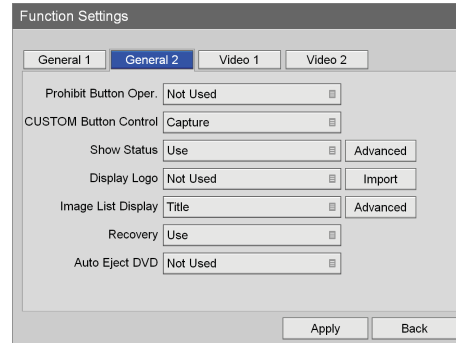 Function Settings
General 1 General 2 Video 1 Video 2
Prohibit Button Oper. Not Used
CUSTOM Button Control Capture
Show Status Use Advanced
Display Logo Not Used Import
Image List Display Title Advanced
Recovery Use
Auto Eject DVD Not Used
Apply Back